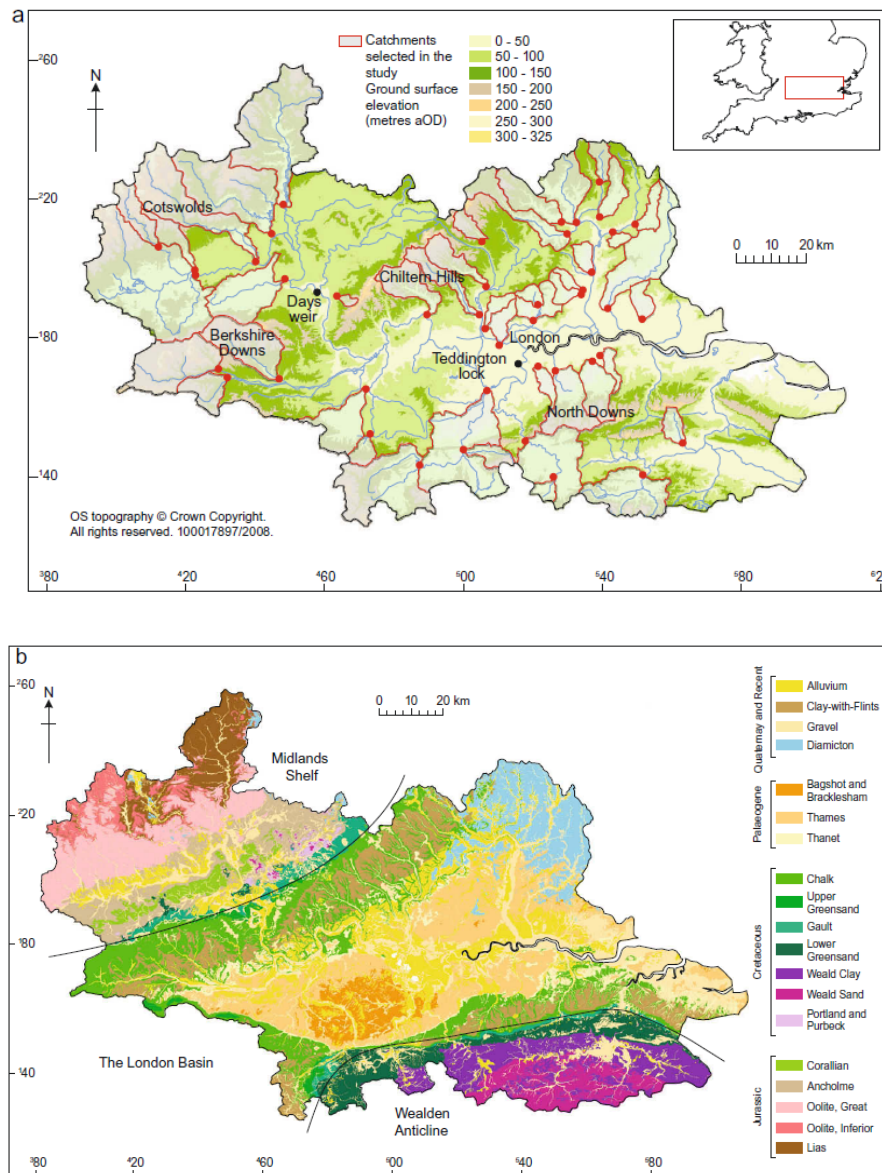 a
²60
²20
180
140
N
Catchments
selected in the
study
Ground surface
elevation
(metres aOD)
0 - 50
50 - 100
100 - 150
150 - 200
200 - 250
250 - 300
300 - 325
0 10 20 km
Cotswolds
Chiltern Hills
Days
weir
Berkshire
Downs
London
Teddington
lock
North Downs
OS topography © Crown Copyright.
All rights reserved. 100017897/2008.
³80
⁴20
⁴60
⁵00
⁵40
⁵80
⁶2
b
²60
²20
¹80
¹40
N
0 10 20 km
Midlands
Shelf
The London Basin
Wealden
Anticline
Quaternay and Recent
Alluvium
Clay-with-Flints
Gravel
Diamicton
Palaeogene
Bagshot and
Bracklesham
Thames
Thanet
Cretaceous
Chalk
Upper
Greensand
Gault
Lower
Greensand
Weald Clay
Weald Sand
Portland and
Purbeck
Jurassic
Corallian
Ancholme
Oolite, Great
Oolite, Inferior
Lias
³80
⁴20
⁴60
⁵00
⁵40
⁵80